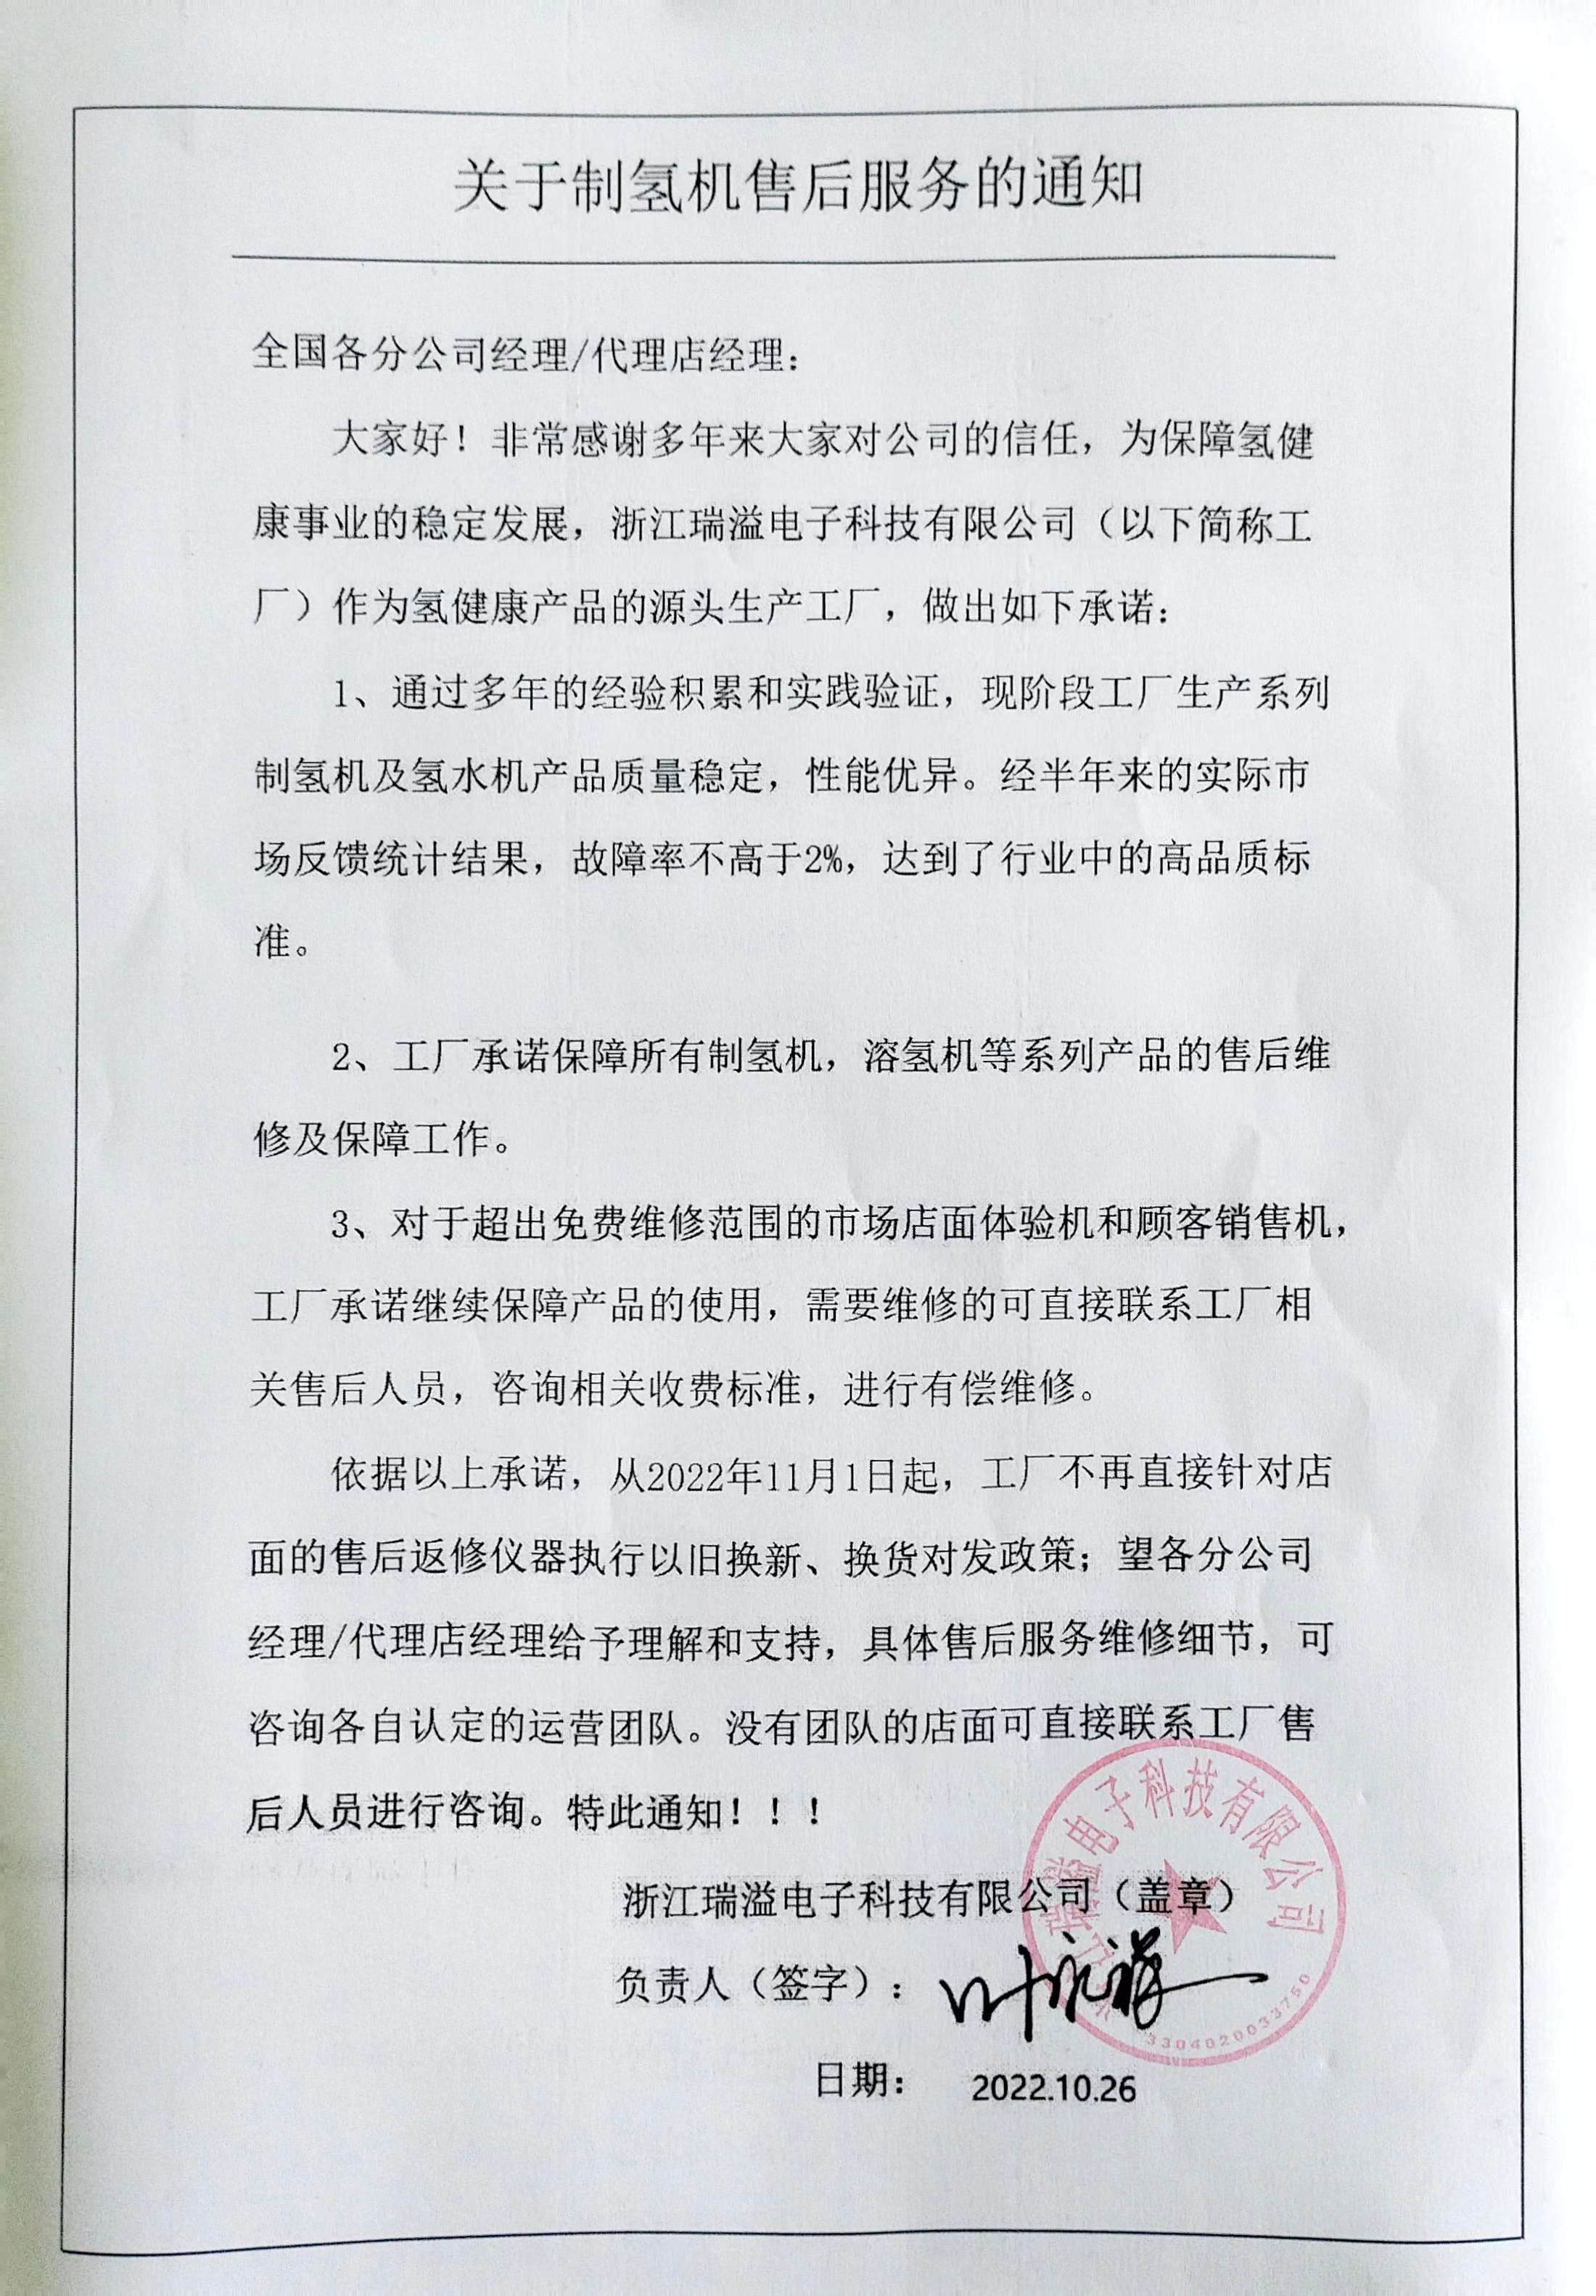 关于制氢机售后服务的通知
全国各分公司经理/代理店经理：
大家好！非常感谢多年来大家对公司的信任，为保障氢健
康事业的稳定发展，浙江瑞溢电子科技有限公司（以下简称工
厂）作为氢健康产品的源头生产工厂，做出如下承诺：
1、通过多年的经验积累和实践验证，现阶段工厂生产系列
制氢机及氢水机产品质量稳定，性能优异。经半年来的实际市
场反馈统计结果，故障率不高于2%，达到了行业中的高品质标
准。
2、工厂承诺保障所有制氢机，溶氢机等系列产品的售后维
修及保障工作。
3、对于超出免费维修范围的市场店面体验机和顾客销售机，
工厂承诺继续保障产品的使用，需要维修的可直接联系工厂相
关售后人员，咨询相关收费标准，进行有偿维修。
依据以上承诺，从2022年11月1日起，工厂不再直接针对店
面的售后返修仪器执行以旧换新、换货对发政策；望各分公司
经理/代理店经理给予理解和支持，具体售后服务维修细节，可
咨询各自认定的运营团队。没有团队的店面可直接联系工厂售
后人员进行咨询。特此通知！！！
浙江瑞溢电子科技有限公司（盖章）
负责人（签字）：叶永祥
日期： 2022.10.26
浙江瑞溢电子科技有限公司
3304020033750